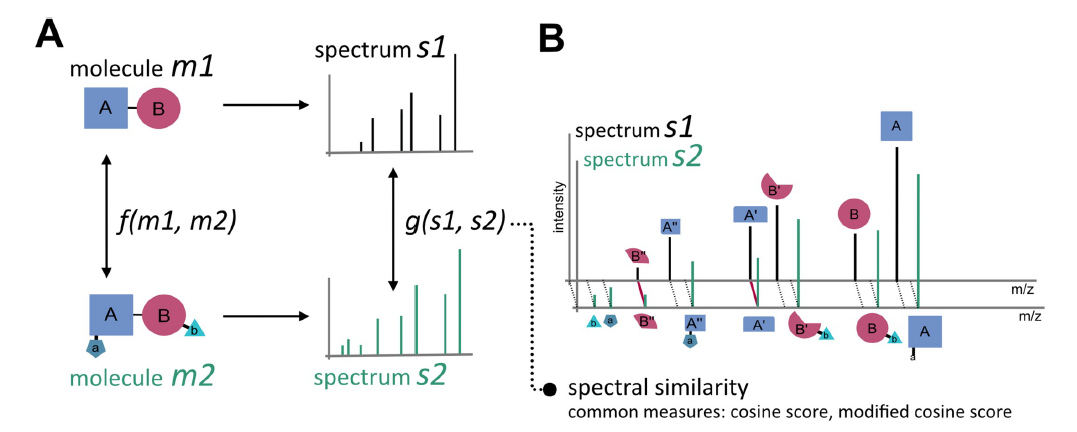 A
molecule m1
A
B
spectrum s1
f(m1, m2)
g(s1, s2)
A
B
a
b
molecule m2
spectrum s2
B
spectrum s1
spectrum s2
intensity
B''
A''
A'
B'
B
A
m/z
m/z
b
a
B''
A''
a
A'
B'
b
B
b
A
a
spectral similarity
common measures: cosine score, modified cosine score